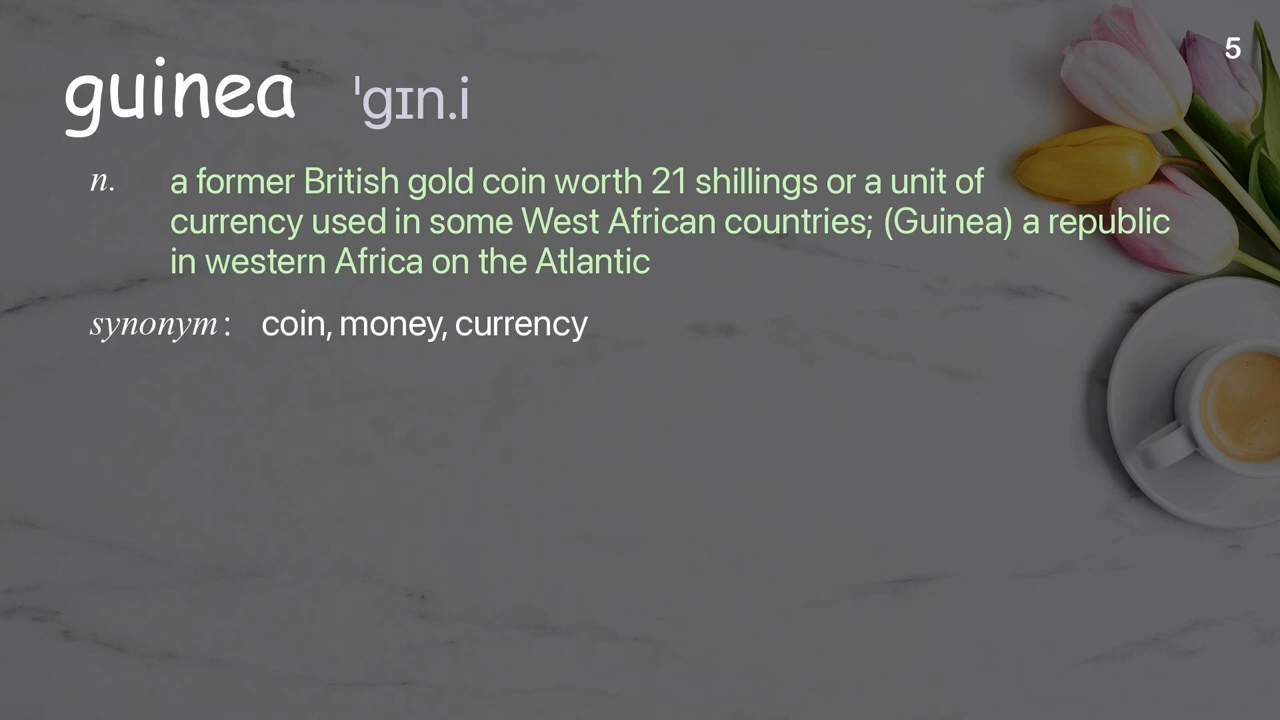 5
guinea ˈɡɪn.i
n. a former British gold coin worth 21 shillings or a unit of
currency used in some West African countries; (Guinea) a republic
in western Africa on the Atlantic
synonym: coin, money, currency